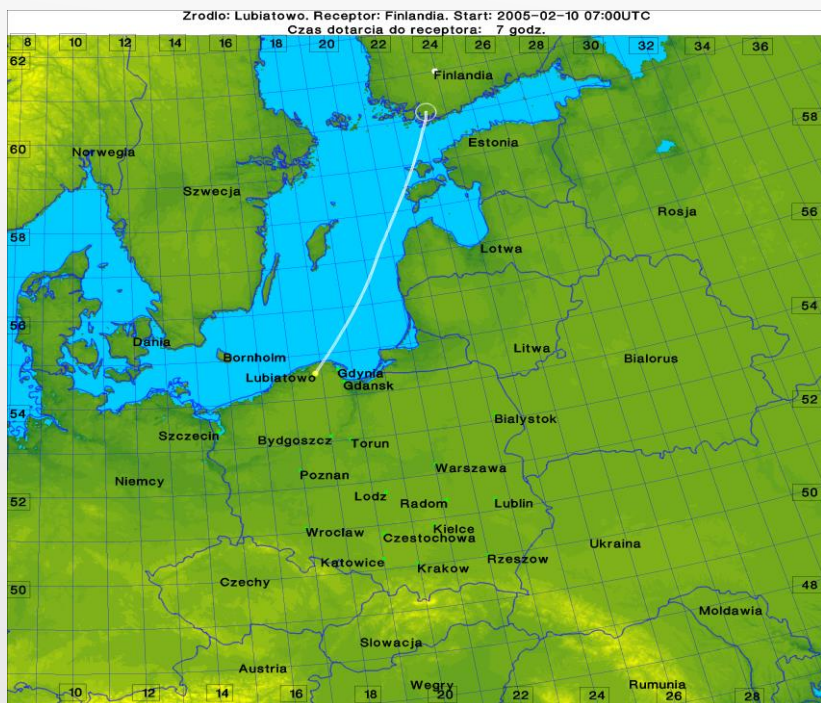 Zrodlo: Lubiatowo. Receptor: Finlandia. Start: 2005-02-10 07:00UTC
Czas dotarcia do receptora: 7 godz.
8 10 12 14 16 18 20 22 24 26 28 30 32 34 36
62
Finlandia
58
60
Norwegia
Estonia
Szwecja
Rosja
56
58
Lotwa
54
56
Dania
Bornholm
Litwa
Bialorus
Lubiatowo
Gdynia
Gdansk
52
54
Szczecin
Bydgoszcz
Torun
Bialystok
Niemcy
Poznan
Warszawa
50
52
Lodz
Radom
Lublin
Wroclaw
Kielce
Czestochowa
Ukraina
Katowice
Krakow
Rzeszow
50
Czechy
48
Moldawia
Slowacja
Austria
Wegry
Rumunia
10 12 14 16 18 20 22 24 26 28